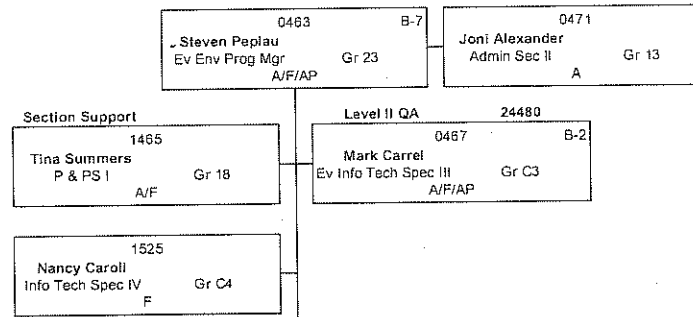 0463 B-7
Steven Peplau
Ev Env Prog Mgr Gr 23
A/F/AP
0471
Joni Alexander
Admin Sec II Gr 13
A
Section Support
1465
Tina Summers
P & PS I Gr 18
A/F
Level II QA 24480
0467 B-2
Mark Carrel
Ev Info Tech Spec III Gr C3
A/F/AP
1525
Nancy Caroli
Info Tech Spec IV Gr C4
F